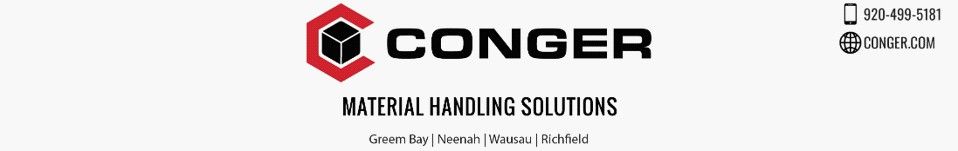 CONGER
920-499-5181
CONGER.COM
MATERIAL HANDLING SOLUTIONS
Greem Bay | Neenah | Wausau | Richfield